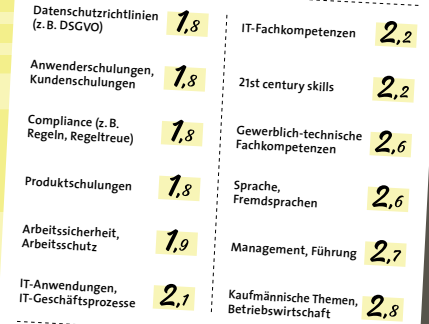 Datenschutzrichtlinien
(z. B. DSGVO)
1,8
Anwenderschulungen,
Kundenschulungen
1,8
Compliance (z. B.
Regeln, Regeltreue)
1,8
Produktschulungen
1,8
Arbeitssicherheit,
Arbeitsschutz
1,9
IT-Anwendungen,
IT-Geschäftsprozesse
2,1
IT-Fachkompetenzen
2,2
21st century skills
2,2
Gewerblich-technische
Fachkompetenzen
2,6
Sprache,
Fremdsprachen
2,6
Management, Führung
2,7
Kaufmännische Themen,
Betriebswirtschaft
2,8